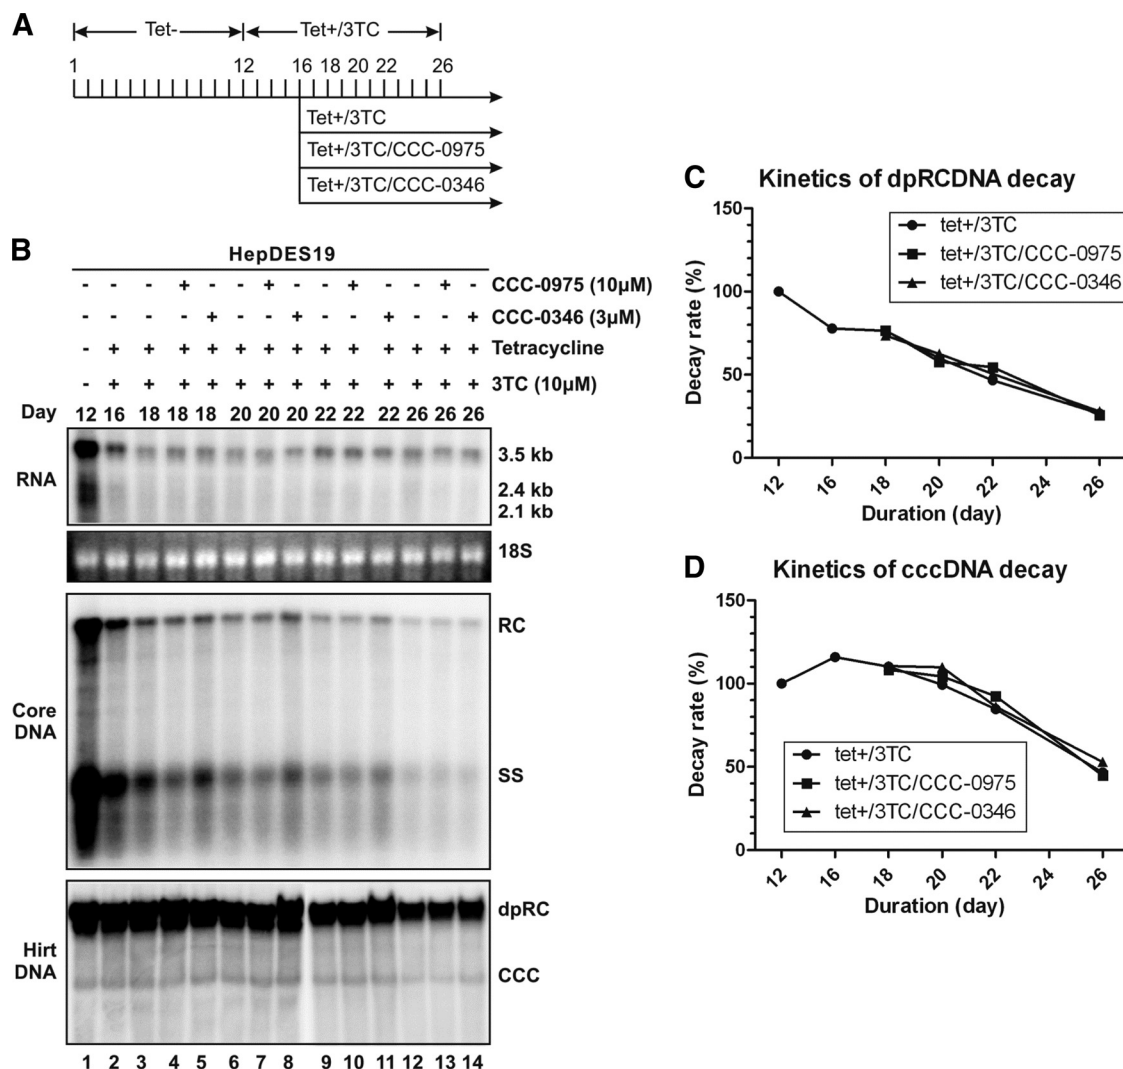 A
Tet- Tet+/3TC
1 12 16 18 20 22 26
Tet+/3TC
Tet+/3TC/CCC-0975
Tet+/3TC/CCC-0346
B
HepDES19
- - - + - - + - - + - - + - CCC-0975 (10µM)
- - - - + - - + - - + - - + CCC-0346 (3µM)
- + + + + + + + + + + + + + Tetracycline
- + + + + + + + + + + + + + 3TC (10µM)
Day 12 16 18 18 18 20 20 20 22 22 22 26 26 26
RNA
3.5 kb
2.4 kb
2.1 kb
18S
Core
DNA
RC
SS
Hirt
DNA
dpRC
CCC
1 2 3 4 5 6 7 8 9 10 11 12 13 14
C
Kinetics of dpRCDNA decay
Decay rate (%)
150
100
50
0
tet+/3TC
tet+/3TC/CCC-0975
tet+/3TC/CCC-0346
12 16 18 20 22 24 26
Duration (day)
D
Kinetics of cccDNA decay
Decay rate (%)
150
100
50
0
tet+/3TC
tet+/3TC/CCC-0975
tet+/3TC/CCC-0346
12 16 18 20 22 24 26
Duration (day)